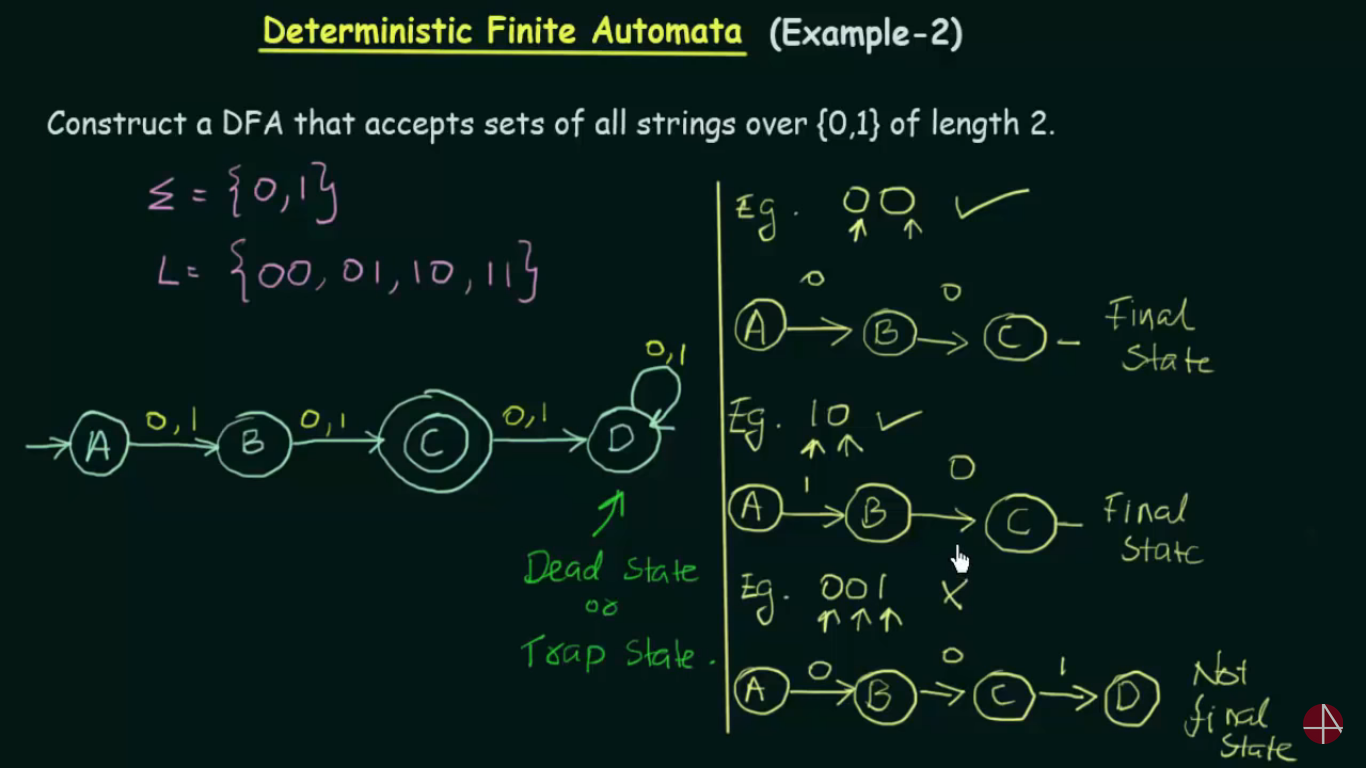 Deterministic Finite Automata (Example-2)
Construct a DFA that accepts sets of all strings over {0,1} of length 2.
Σ = {0,1}
L = {00, 01, 10, 11}
0,1
0,1 0,1 0,1
A B C D
Dead State
or
Trap State.
Eg. 00 ✓
0 0
A B C – Final
State
Eg. 10 ✓
1 0
A B C – Final
State
Eg. 001 X
0 0 1
A B C D Not
final
State